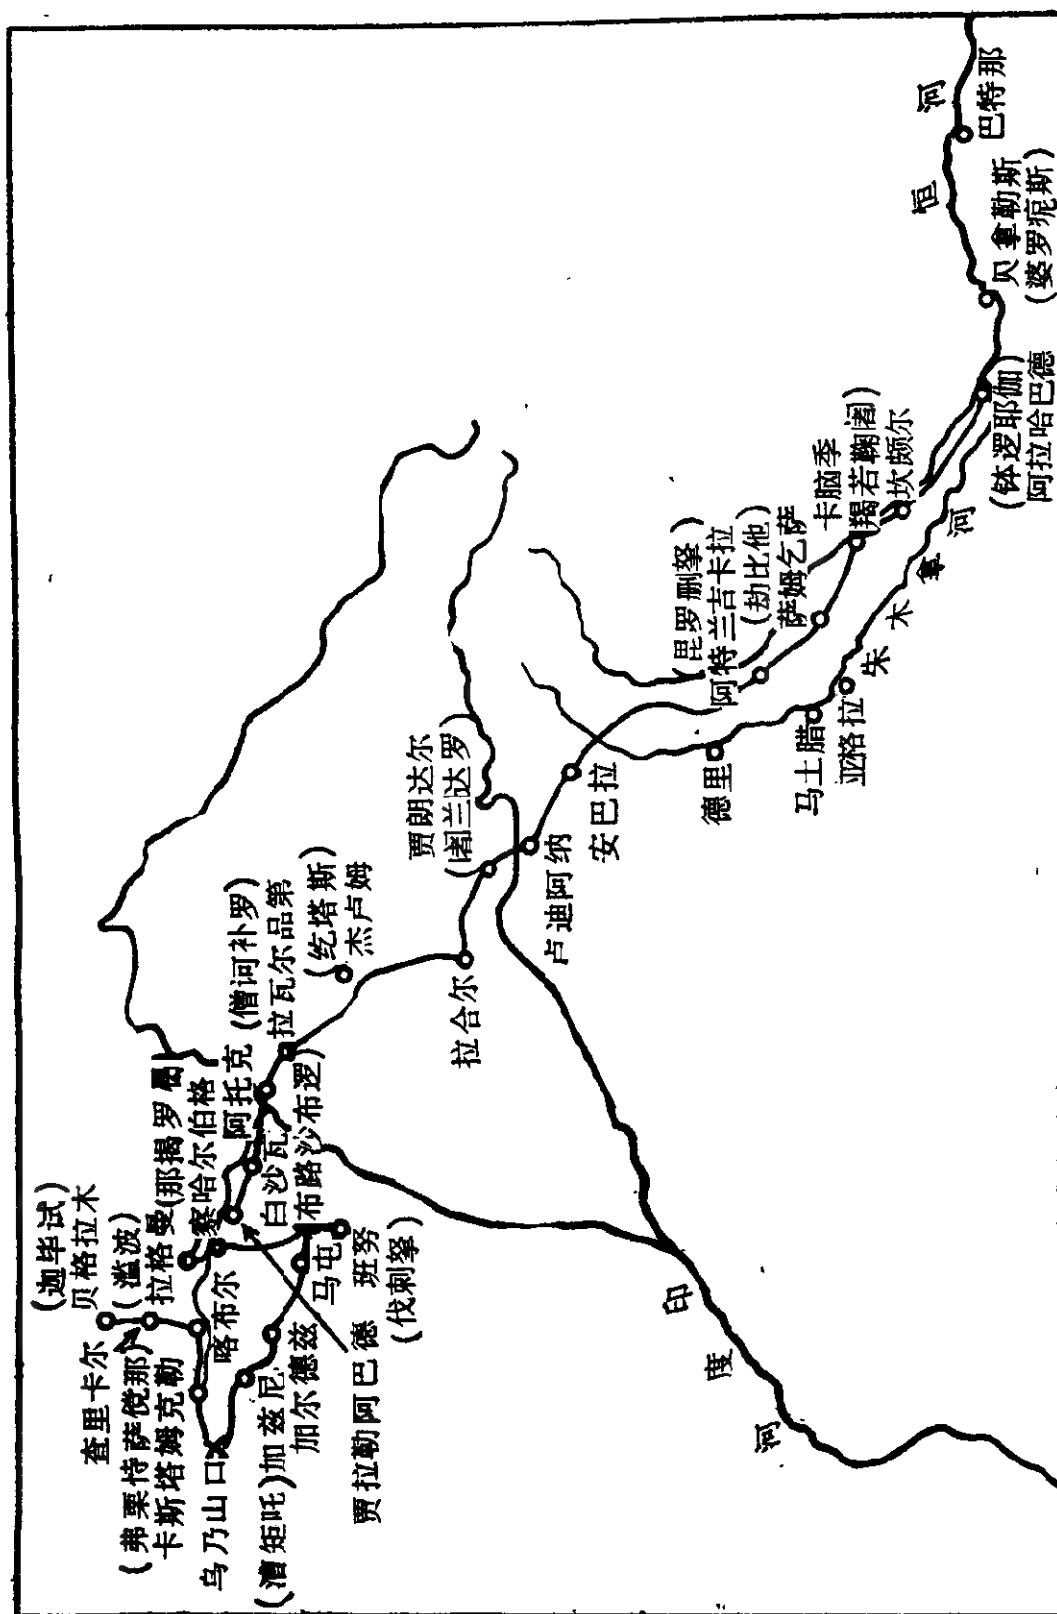 (迦毕试)
贝格拉木
(滥波)
拉格曼
(那揭罗曷)
察哈尔伯格
查里卡尔
(弗栗恃萨傥那)
卡斯塔姆克勒
喀布尔
乌乃山口
(漕矩吒)加兹尼
加尔德兹
马屯
班努
(伐剌拏)
贾拉勒阿巴德
白沙瓦
(布路沙布逻)
阿托克
(僧诃补罗)
拉瓦尔品第
(纥塔斯)
杰卢姆
拉合尔
贾朗达尔
(阇兰达罗)
卢迪阿纳
安巴拉
德里
马土腊
亚格拉
(毘罗删拏)
阿特兰吉卡拉
(劫比他)
萨姆乞萨
卡脑季
(羯若鞠阇)
坎颇尔
朱木拿河
(钵逻耶伽)
阿拉哈巴德
贝拿勒斯
(婆罗痆斯)
巴特那
恒河
印度河